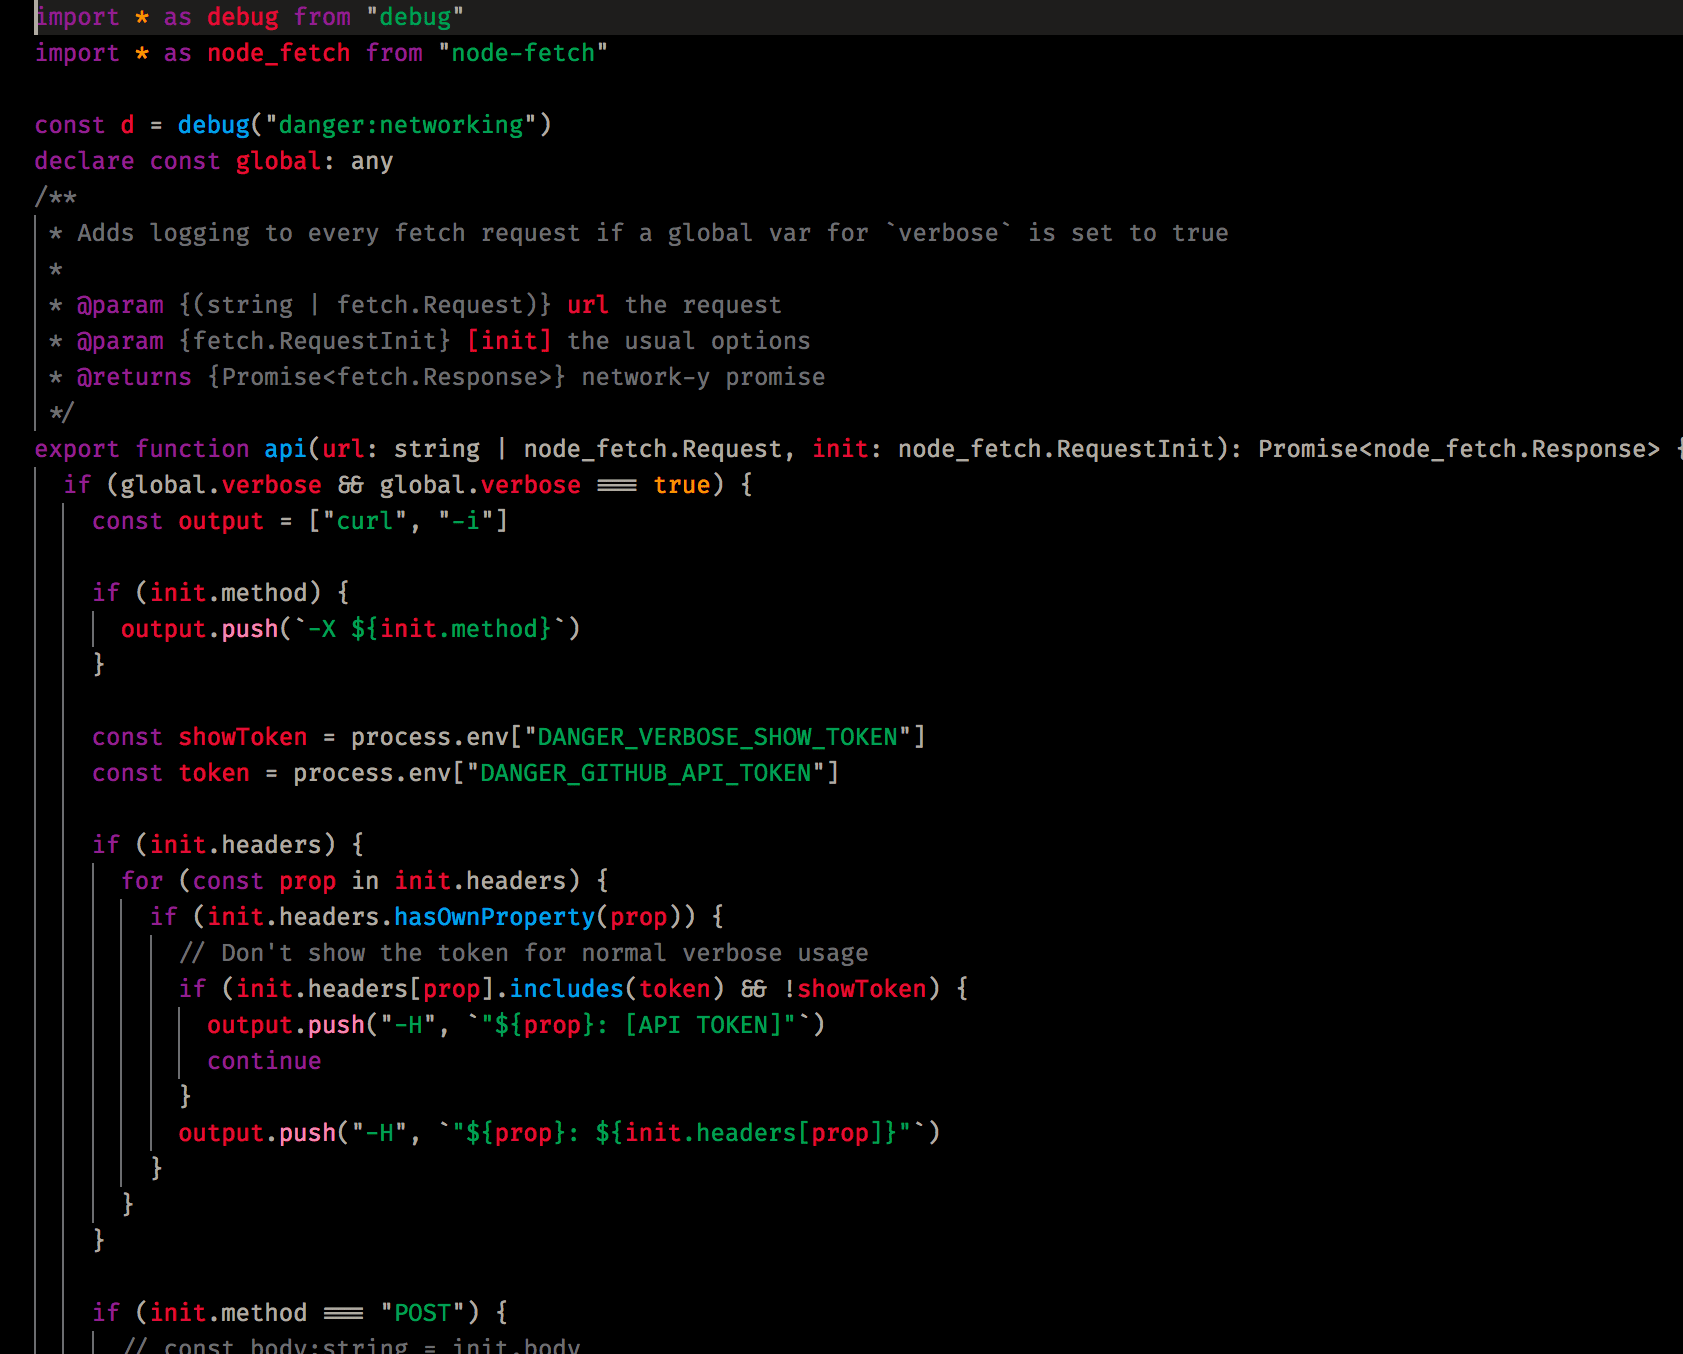 import * as debug from "debug"
import * as node_fetch from "node-fetch"
const d = debug("danger:networking")
declare const global: any
/**
* Adds logging to every fetch request if a global var for `verbose` is set to true
*
* @param {(string | fetch.Request)} url the request
* @param {fetch.RequestInit} [init] the usual options
* @returns {Promise<fetch.Response>} network-y promise
*/
export function api(url: string | node_fetch.Request, init: node_fetch.RequestInit): Promise<node_fetch.Response> {
if (global.verbose && global.verbose === true) {
const output = ["curl", "-i"]
if (init.method) {
output.push(`-X ${init.method}`)
}
const showToken = process.env["DANGER_VERBOSE_SHOW_TOKEN"]
const token = process.env["DANGER_GITHUB_API_TOKEN"]
if (init.headers) {
for (const prop in init.headers) {
if (init.headers.hasOwnProperty(prop)) {
// Don't show the token for normal verbose usage
if (init.headers[prop].includes(token) && !showToken) {
output.push("-H", `"${prop}: [API TOKEN]"`)
continue
}
output.push("-H", `"${prop}: ${init.headers[prop]}"`)
}
}
}
if (init.method === "POST") {
// const body:string = init.body